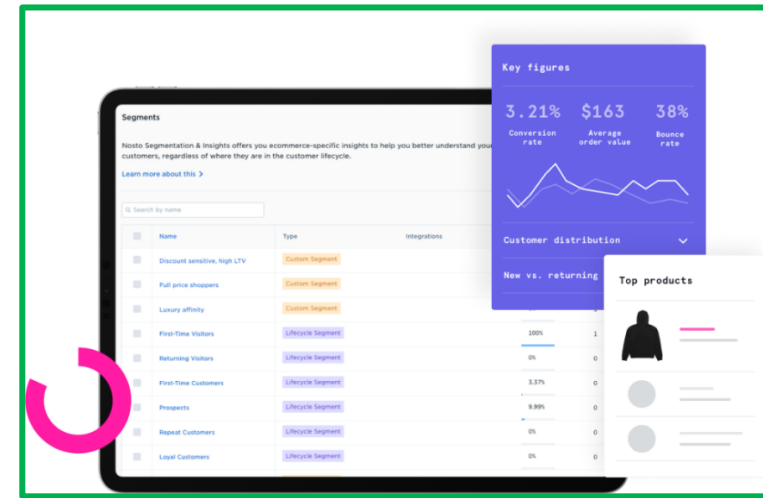 Segments
Nosto Segmentation & Insights offers you ecommerce-specific insights to help you better understand your
customers, regardless of where they are in the customer lifecycle.
Learn more about this >
Search by name
Name Type Integrations
Discount sensitive, high LTV Custom Segment
Full price shoppers Custom Segment
Luxury affinity Custom Segment
First-Time Visitors Lifecycle Segment 100% 1
Returning Visitors Lifecycle Segment 0% 0
First-Time Customers Lifecycle Segment 3.37% 0
Prospects Lifecycle Segment 9.99% 0
Repeat Customers Lifecycle Segment 0% 0
Loyal Customers Lifecycle Segment 0% 0
Key figures
3.21% $163 38%
Conversion Average Bounce
rate order value rate
Customer distribution
New vs. returning
Top products